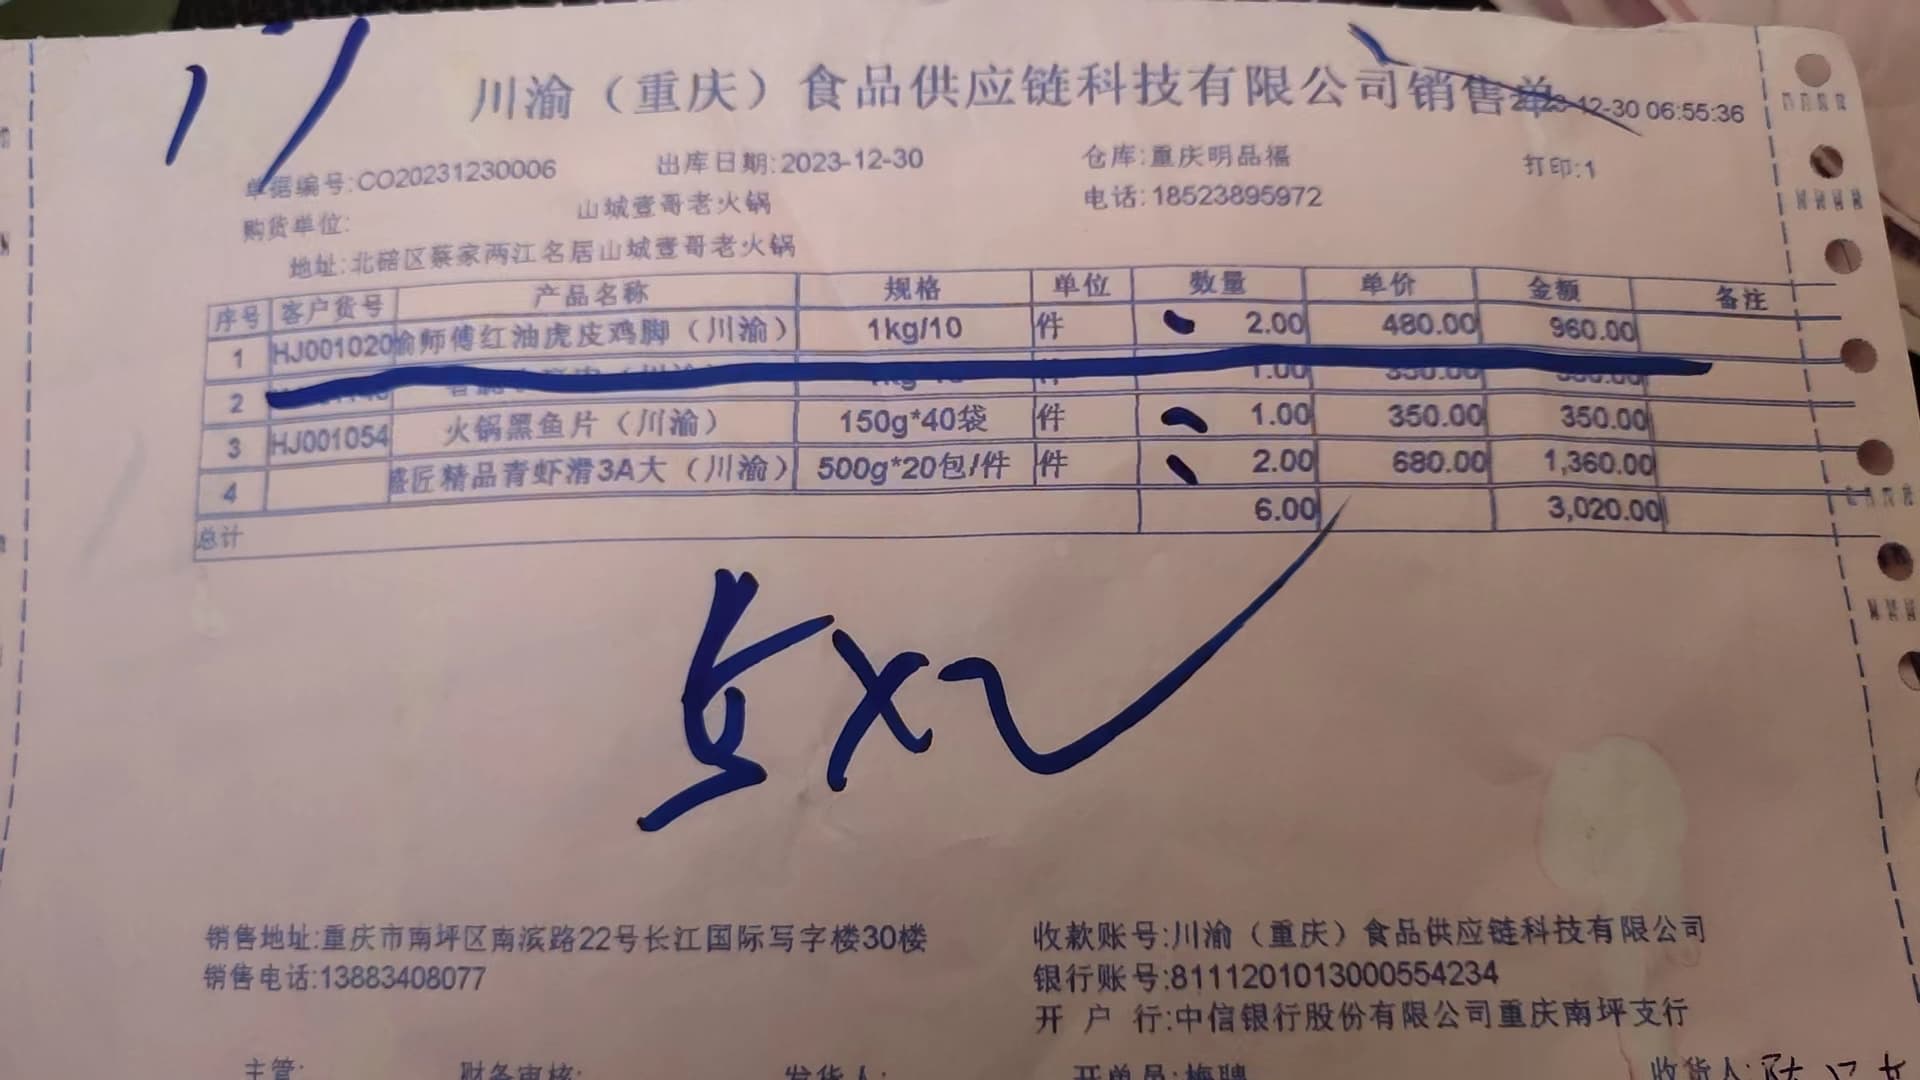 川渝（重庆）食品供应链科技有限公司销售单
2023-12-30 06:55:36
单据编号:CO20231230006 出库日期:2023-12-30 仓库:重庆明品福 打印:1
购货单位: 山城壹哥老火锅 电话:18523895972
地址:北碚区蔡家两江名居山城壹哥老火锅
序号 客户货号 产品名称 规格 单位 数量 单价 金额 备注
1 HJ001020 俞师傅红油虎皮鸡脚（川渝） 1kg/10 件 2.00 480.00 960.00
2 件 1.00 350.00
3 HJ001054 火锅黑鱼片（川渝） 150g*40袋 件 1.00 350.00 350.00
4 盛匠精品青虾滑3A大（川渝） 500g*20包/件 件 2.00 680.00 1,360.00
总计 6.00 3,020.00
销售地址:重庆市南坪区南滨路22号长江国际写字楼30楼 收款账号:川渝（重庆）食品供应链科技有限公司
销售电话:13883408077 银行账号:8111201013000554234
开 户 行:中信银行股份有限公司重庆南坪支行
主管: 财务审核: 发货人: 开单员:梅聘 收货人: